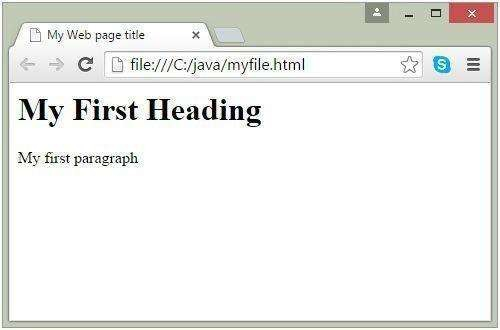 My Web page title
file:///C:/java/myfile.html
My First Heading
My first paragraph